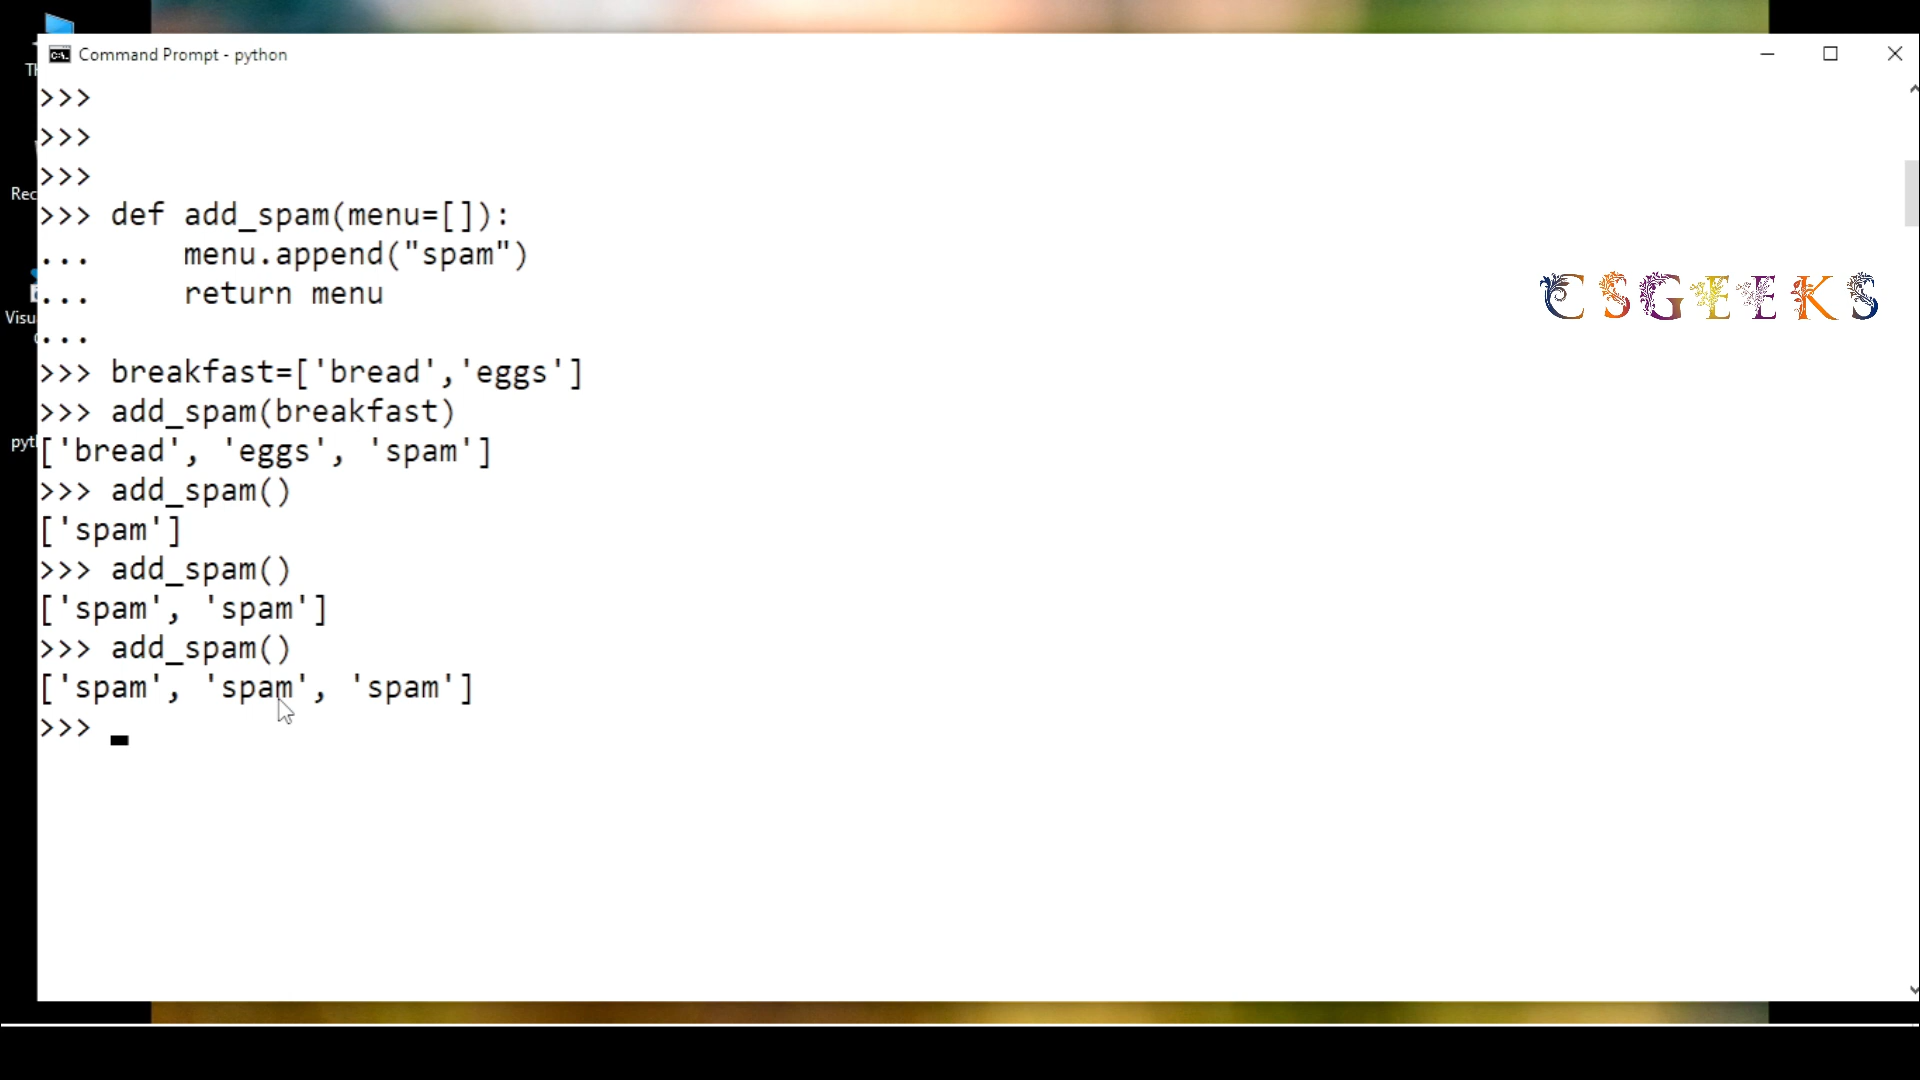 Command Prompt - python
>>>
>>>
>>>
>>> def add_spam(menu=[]):
...     menu.append("spam")
...     return menu
...
>>> breakfast=['bread','eggs']
>>> add_spam(breakfast)
['bread', 'eggs', 'spam']
>>> add_spam()
['spam']
>>> add_spam()
['spam', 'spam']
>>> add_spam()
['spam', 'spam', 'spam']
>>>
CSGEEKS